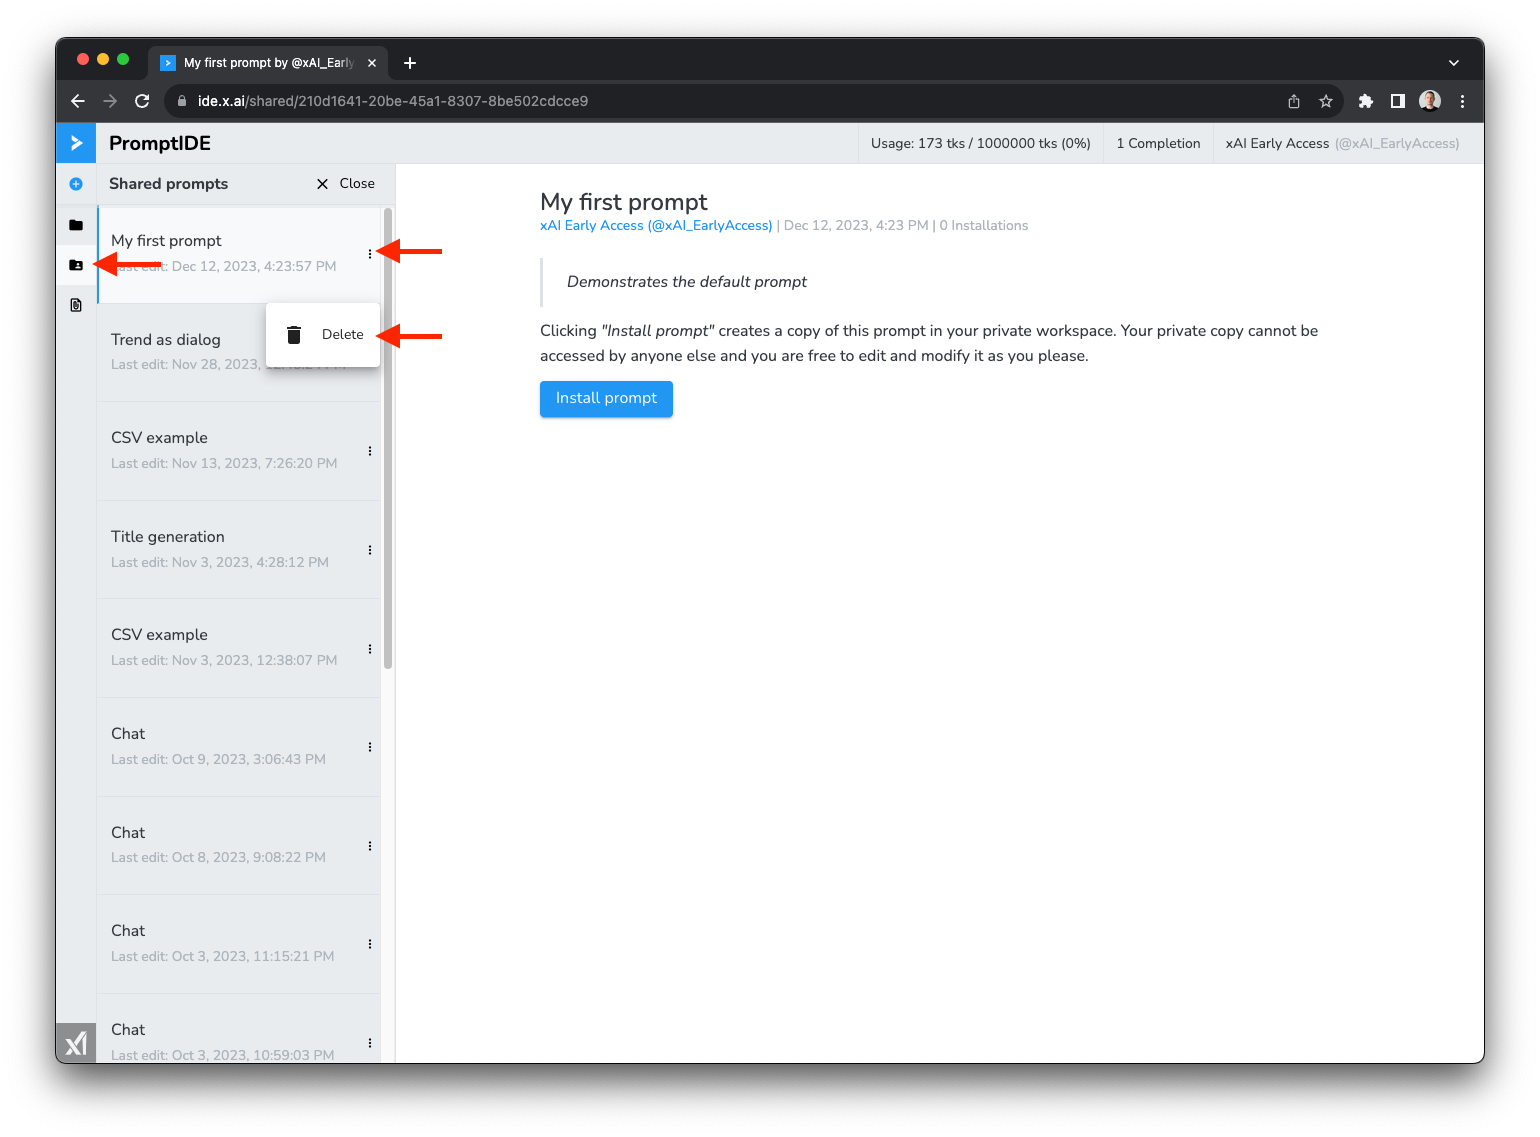 My first prompt by @xAI_Early
ide.x.ai/shared/210d1641-20be-45a1-8307-8be502cdcce9
PromptIDE
Usage: 173 tks / 1000000 tks (0%)
1 Completion
xAI Early Access (@xAI_EarlyAccess)
Shared prompts
Close
My first prompt
edit: Dec 12, 2023, 4:23:57 PM
Delete
Trend as dialog
Last edit: Nov 28, 2023,
CSV example
Last edit: Nov 13, 2023, 7:26:20 PM
Title generation
Last edit: Nov 3, 2023, 4:28:12 PM
CSV example
Last edit: Nov 3, 2023, 12:38:07 PM
Chat
Last edit: Oct 9, 2023, 3:06:43 PM
Chat
Last edit: Oct 8, 2023, 9:08:22 PM
Chat
Last edit: Oct 3, 2023, 11:15:21 PM
Chat
Last edit: Oct 3, 2023, 10:59:03 PM
My first prompt
xAI Early Access (@xAI_EarlyAccess) | Dec 12, 2023, 4:23 PM | 0 Installations
Demonstrates the default prompt
Clicking "Install prompt" creates a copy of this prompt in your private workspace. Your private copy cannot be
accessed by anyone else and you are free to edit and modify it as you please.
Install prompt